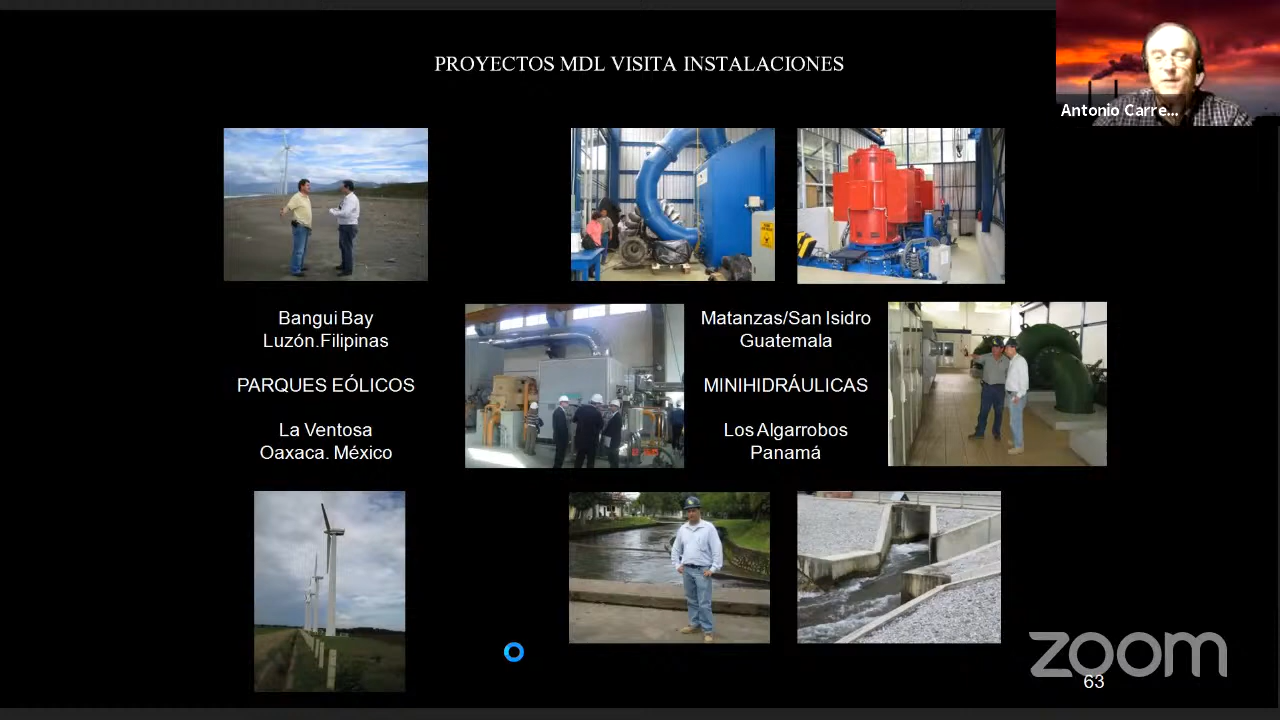 PROYECTOS MDL VISITA INSTALACIONES
Antonio Carre...
Bangui Bay
Luzón.Filipinas
PARQUES EÓLICOS
La Ventosa
Oaxaca. México
Matanzas/San Isidro
Guatemala
MINIHIDRÁULICAS
Los Algarrobos
Panamá
zoom
63